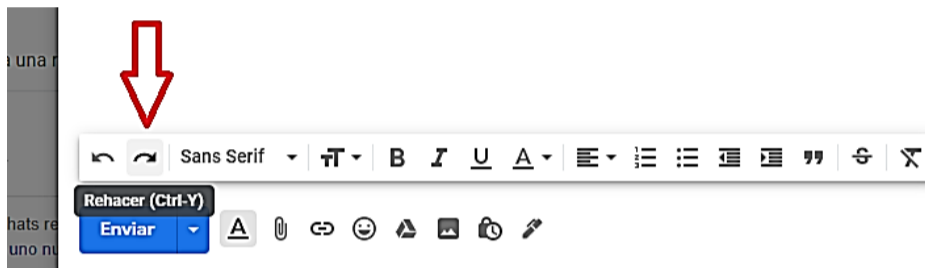 a una r
Sans Serif
Rehacer (Ctrl-Y)
Enviar
hats re
uno nu